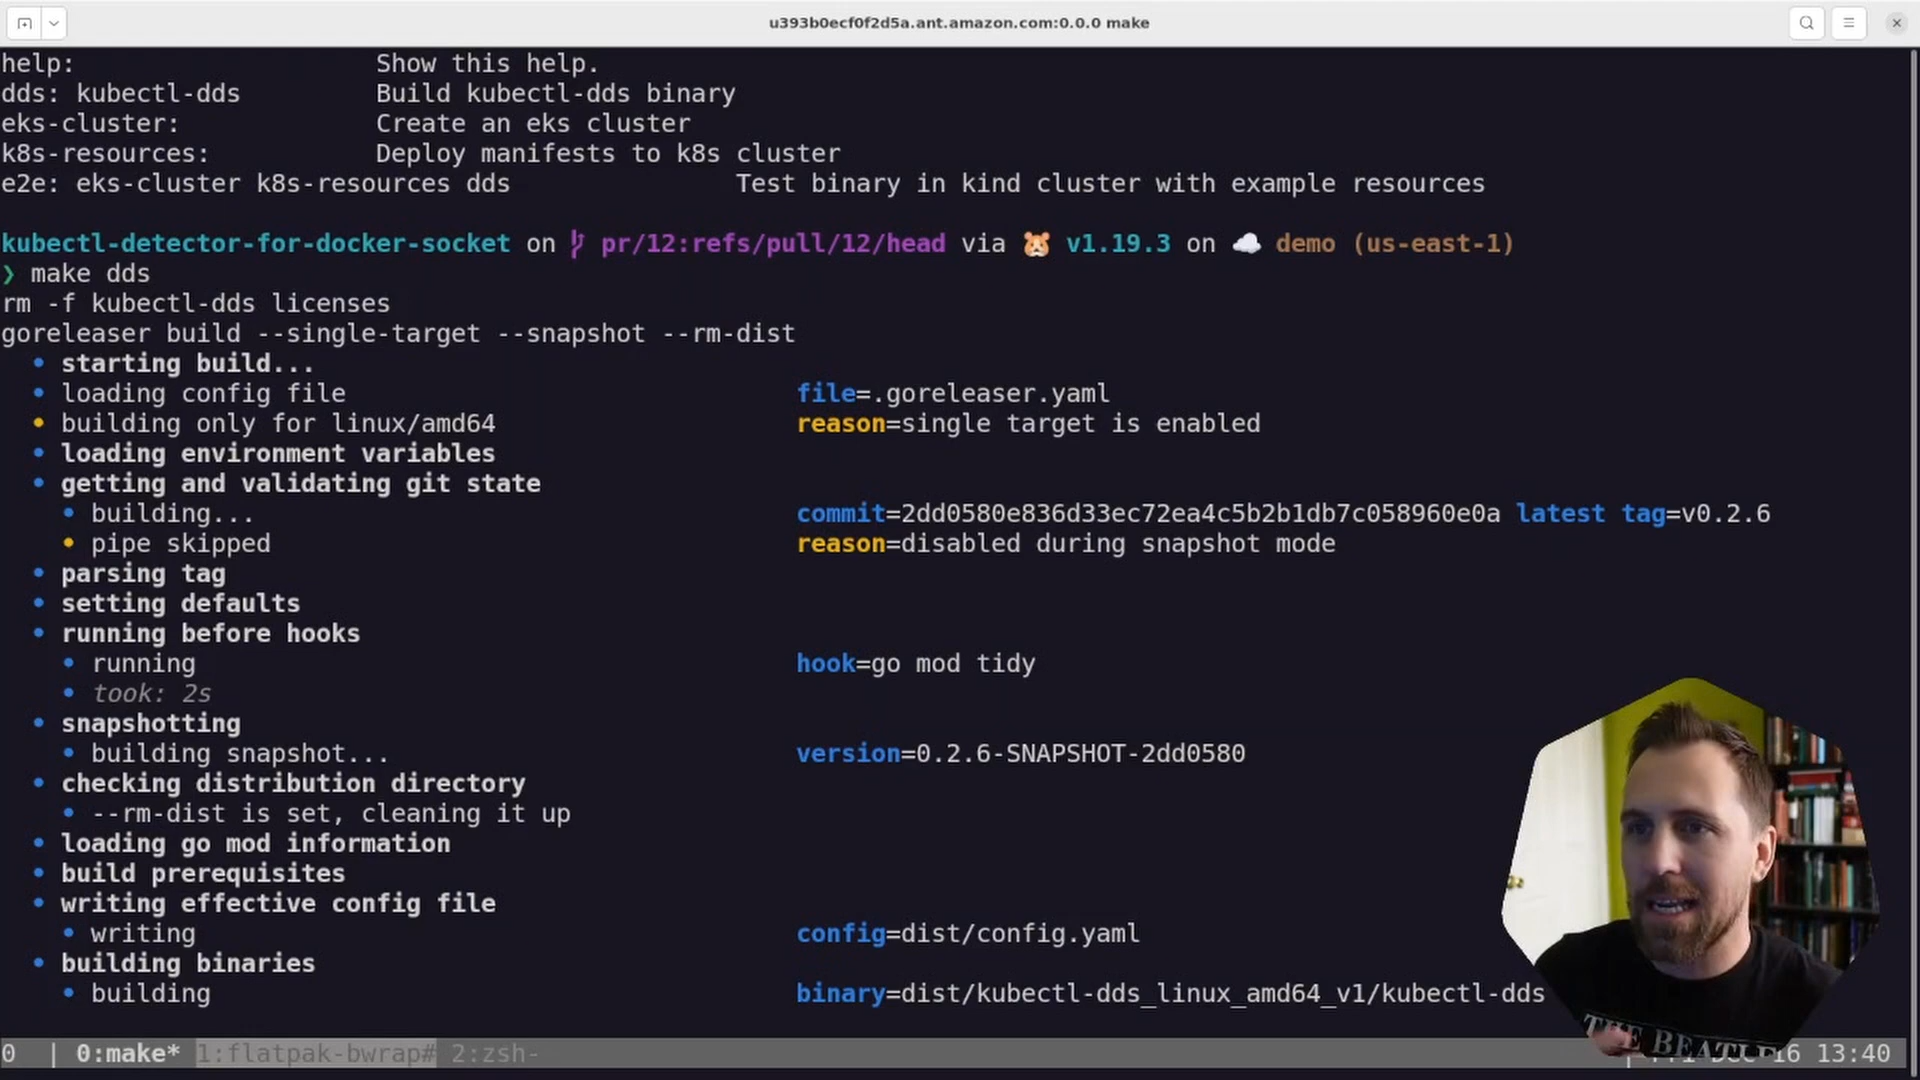 u393b0ecf0f2d5a.ant.amazon.com:0.0.0 make
help: Show this help.
dds: kubectl-dds Build kubectl-dds binary
eks-cluster: Create an eks cluster
k8s-resources: Deploy manifests to k8s cluster
e2e: eks-cluster k8s-resources dds Test binary in kind cluster with example resources
kubectl-detector-for-docker-socket on pr/12:refs/pull/12/head via 🐹 v1.19.3 on ☁️ demo (us-east-1)
❯ make dds
rm -f kubectl-dds licenses
goreleaser build --single-target --snapshot --rm-dist
• starting build...
• loading config file file=.goreleaser.yaml
• building only for linux/amd64 reason=single target is enabled
• loading environment variables
• getting and validating git state
• building... commit=2dd0580e836d33ec72ea4c5b2b1db7c058960e0a latest tag=v0.2.6
• pipe skipped reason=disabled during snapshot mode
• parsing tag
• setting defaults
• running before hooks
• running hook=go mod tidy
• took: 2s
• snapshotting
• building snapshot... version=0.2.6-SNAPSHOT-2dd0580
• checking distribution directory
• --rm-dist is set, cleaning it up
• loading go mod information
• build prerequisites
• writing effective config file
• writing config=dist/config.yaml
• building binaries
• building binary=dist/kubectl-dds_linux_amd64_v1/kubectl-dds
THE BEATL
0 | 0:make* 1:flatpak-bwrap# 2:zsh- 16 13:40